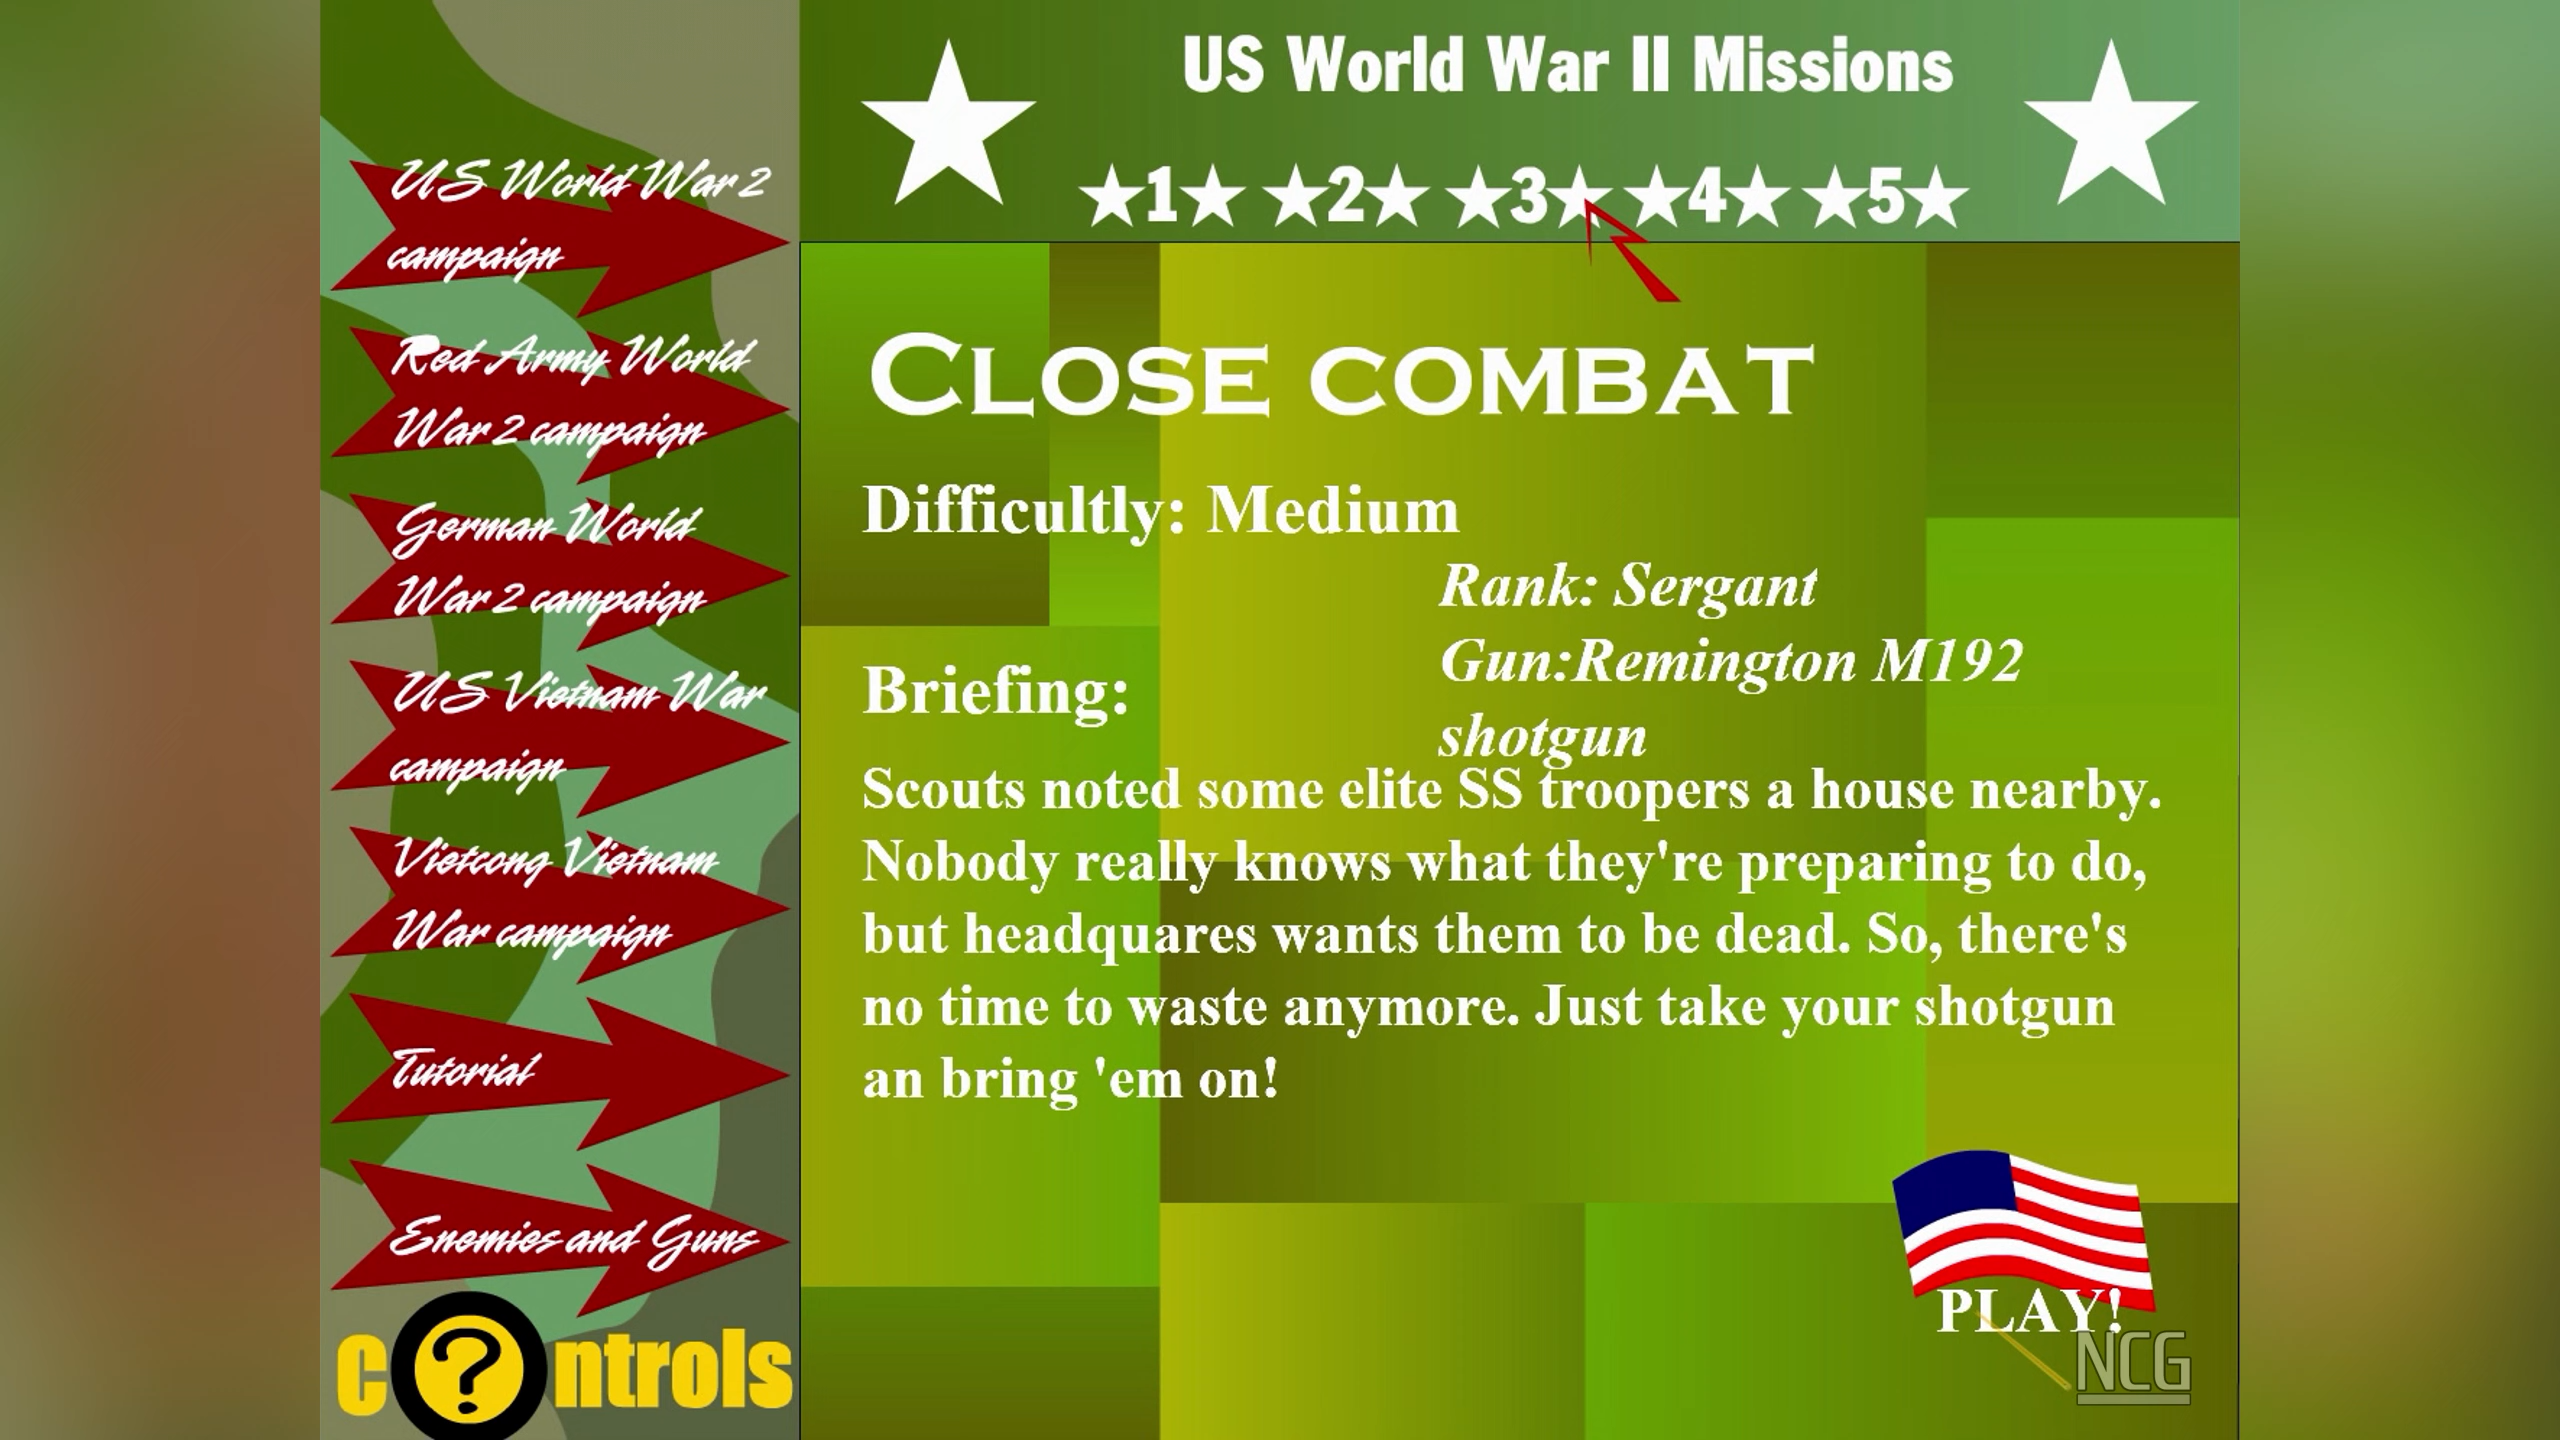 US World War II Missions
★1★ ★2★ ★3★ ★4★ ★5★
US World War 2
campaign
Red Army World
War 2 campaign
German World
War 2 campaign
US Vietnam War
campaign
Vietcong Vietnam
War campaign
Tutorial
Enemies and Guns
c?ntrols
CLOSE COMBAT
Difficultly: Medium
Rank: Sergant
Gun:Remington M192
shotgun
Briefing:
Scouts noted some elite SS troopers a house nearby.
Nobody really knows what they're preparing to do,
but headquares wants them to be dead. So, there's
no time to waste anymore. Just take your shotgun
an bring 'em on!
PLAY!
NCG